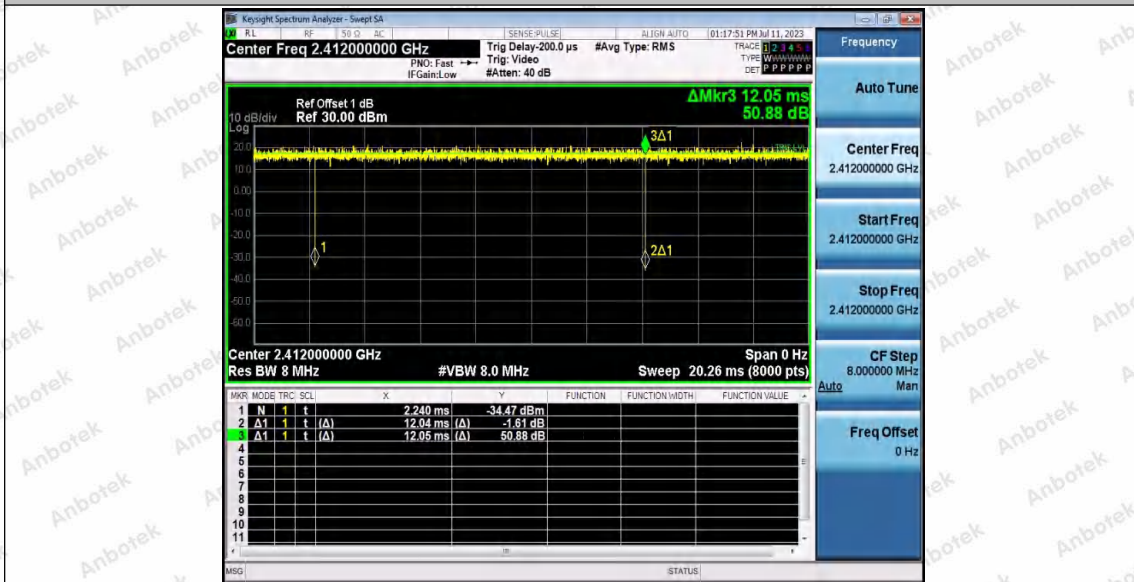 Keysight Spectrum Analyzer - Swept SA
RL RF 50 Ω AC SENSE:PULSE ALIGN AUTO 01:17:51 PM Jul 11, 2023
Center Freq 2.412000000 GHz
PNO: Fast
IFGain:Low
Trig Delay-200.0 µs
Trig: Video
#Atten: 40 dB
#Avg Type: RMS
TRACE 1 2 3 4 5 6
TYPE WWWWWW
DET P P P P P P
Frequency
Auto Tune
Center Freq
2.412000000 GHz
Start Freq
2.412000000 GHz
Stop Freq
2.412000000 GHz
CF Step
8.000000 MHz
Auto Man
Freq Offset
0 Hz
ΔMkr3 12.05 ms
50.88 dB
Ref Offset 1 dB
10 dB/div Ref 30.00 dBm
Log
20.0
10.0
0.00
-10.0
-20.0
-30.0
-40.0
-50.0
-60.0
3Δ1
1
2Δ1
Center 2.412000000 GHz Span 0 Hz
Res BW 8 MHz #VBW 8.0 MHz Sweep 20.26 ms (8000 pts)
MKR MODE TRC SCL X Y FUNCTION FUNCTION WIDTH FUNCTION VALUE
1 N 1 t 2.240 ms -34.47 dBm
2 Δ1 1 t (Δ) 12.04 ms (Δ) -1.61 dB
3 Δ1 1 t (Δ) 12.05 ms (Δ) 50.88 dB
4
5
6
7
8
9
10
11
MSG STATUS
Anbotek